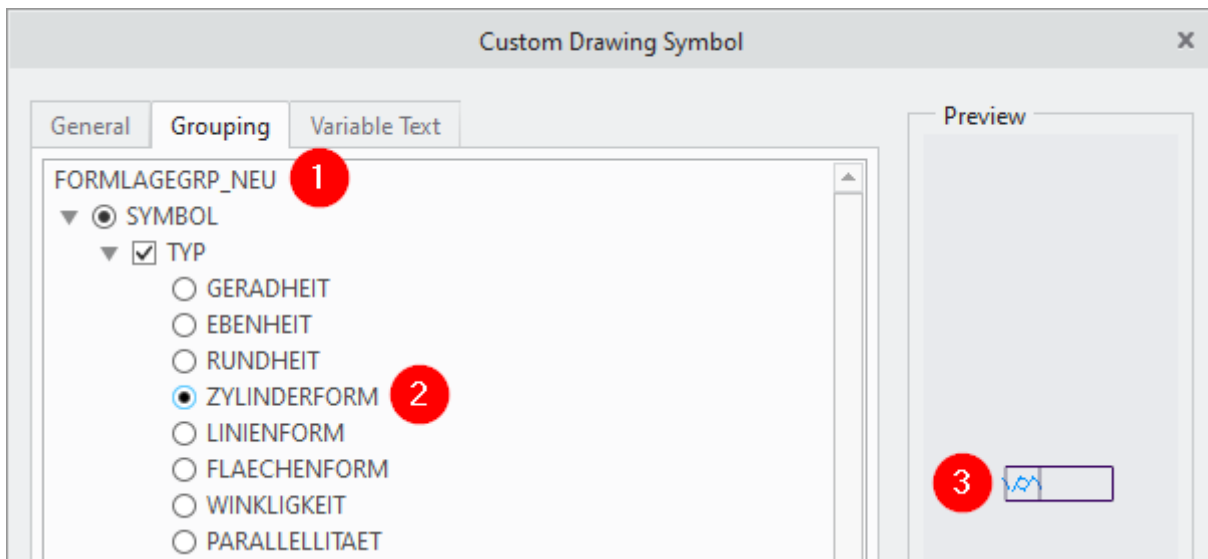 Custom Drawing Symbol
General Grouping Variable Text
Preview
FORMLAGEGRP_NEU 1
SYMBOL
TYP
GERADHEIT
EBENHEIT
RUNDHEIT
ZYLINDERFORM 2
LINIENFORM
FLAECHENFORM
3
WINKLIGKEIT
PARALLELLITAET